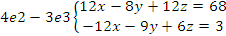 4e2 − 3e3 {12x − 8y + 12z = 68
−12x − 9y + 6z = 3